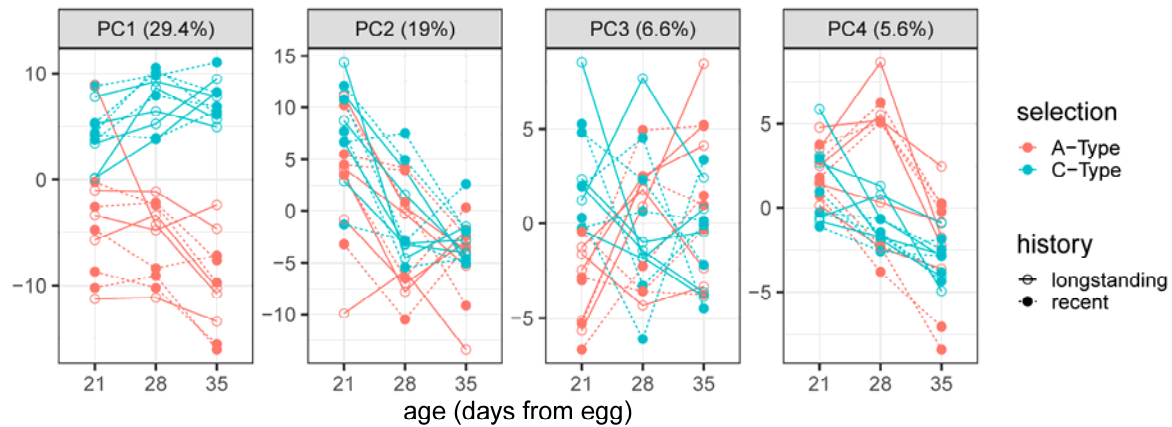 PC1 (29.4%) PC2 (19%) PC3 (6.6%) PC4 (5.6%)
10
0
−10
15
10
5
0
−5
−10
5
0
−5
5
0
−5
21 28 35 21 28 35 21 28 35 21 28 35
age (days from egg)
selection
A−Type
C−Type
history
longstanding
recent